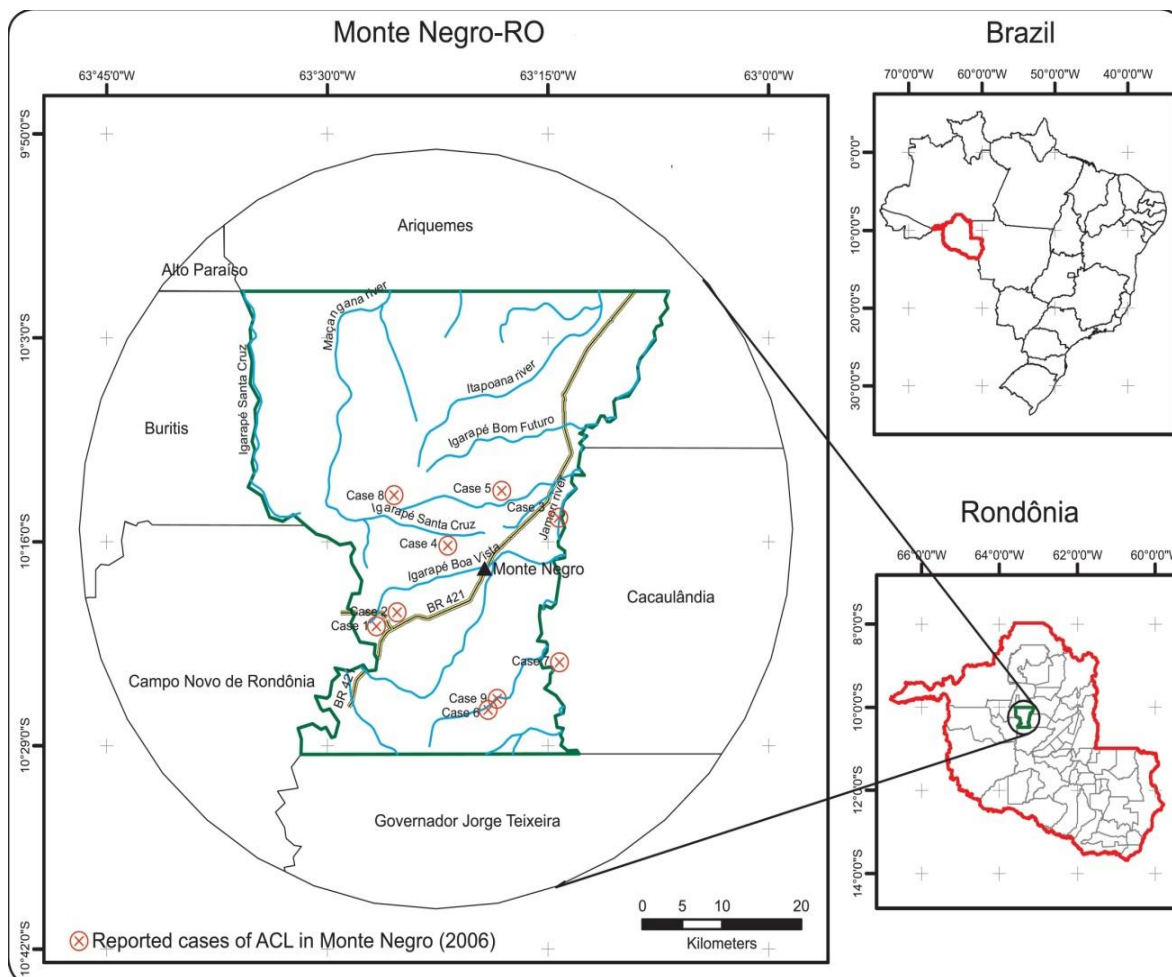 Monte Negro-RO
63°45'0"W 63°30'0"W 63°15'0"W 63°0'0"W
9°50'0"S
10°3'0"S
10°16'0"S
10°29'0"S
10°42'0"S
Ariquemes
Alto Paraíso
Maçangana river
Igarapé Santa Cruz
Itapoana river
Buritis
Igarapé Bom Futuro
Case 8
Case 5
Case 3
Jamari river
Igarapé Santa Cruz
Case 4
Igarapé Boa Vista
Monte Negro
BR 421
Cacaulândia
Case 2
Case 1
Case 7
Campo Novo de Rondônia
BR 421
Case 9
Case 6
Governador Jorge Teixeira
0 5 10 20
Kilometers
Reported cases of ACL in Monte Negro (2006)
Brazil
70°0'0"W 60°0'0"W 50°0'0"W 40°0'0"W
0°0'0"
10°0'0"S
20°0'0"S
30°0'0"S
Rondônia
66°0'0"W 64°0'0"W 62°0'0"W 60°0'0"W
8°0'0"S
10°0'0"S
12°0'0"S
14°0'0"S